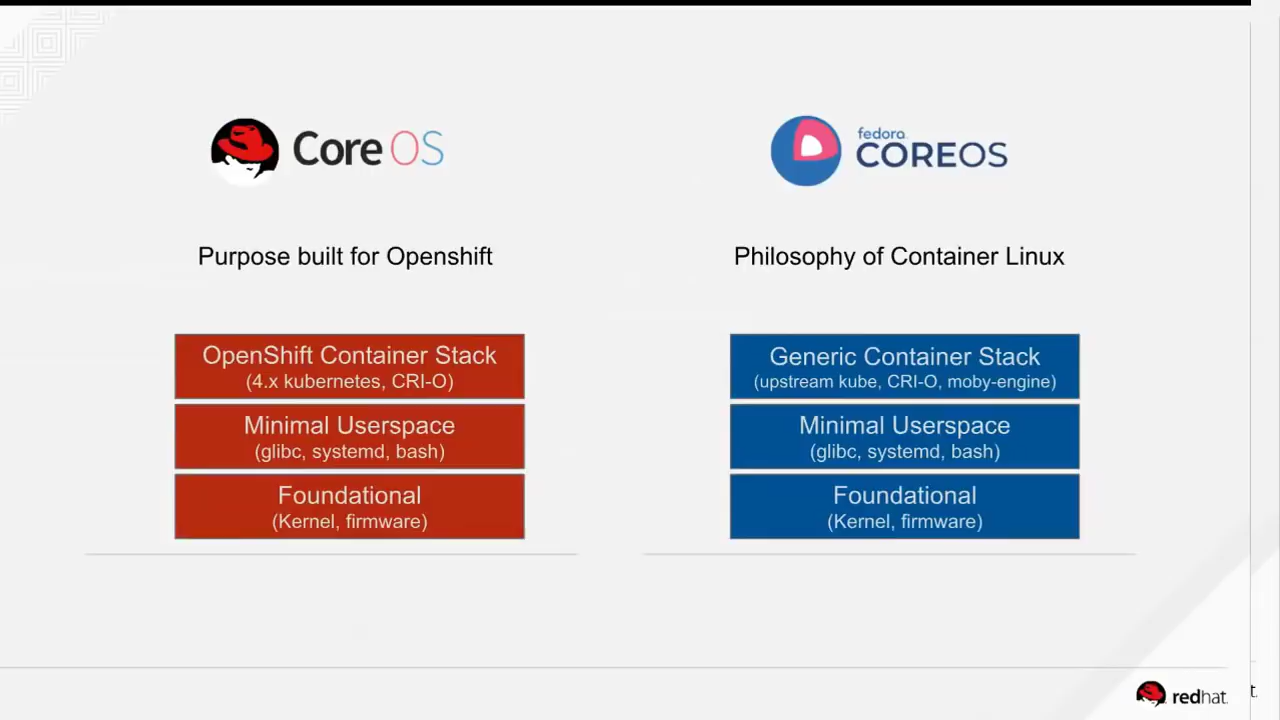 Core OS
Purpose built for Openshift
OpenShift Container Stack
(4.x kubernetes, CRI-O)
Minimal Userspace
(glibc, systemd, bash)
Foundational
(Kernel, firmware)
fedora
COREOS
Philosophy of Container Linux
Generic Container Stack
(upstream kube, CRI-O, moby-engine)
Minimal Userspace
(glibc, systemd, bash)
Foundational
(Kernel, firmware)
redhat.
t.